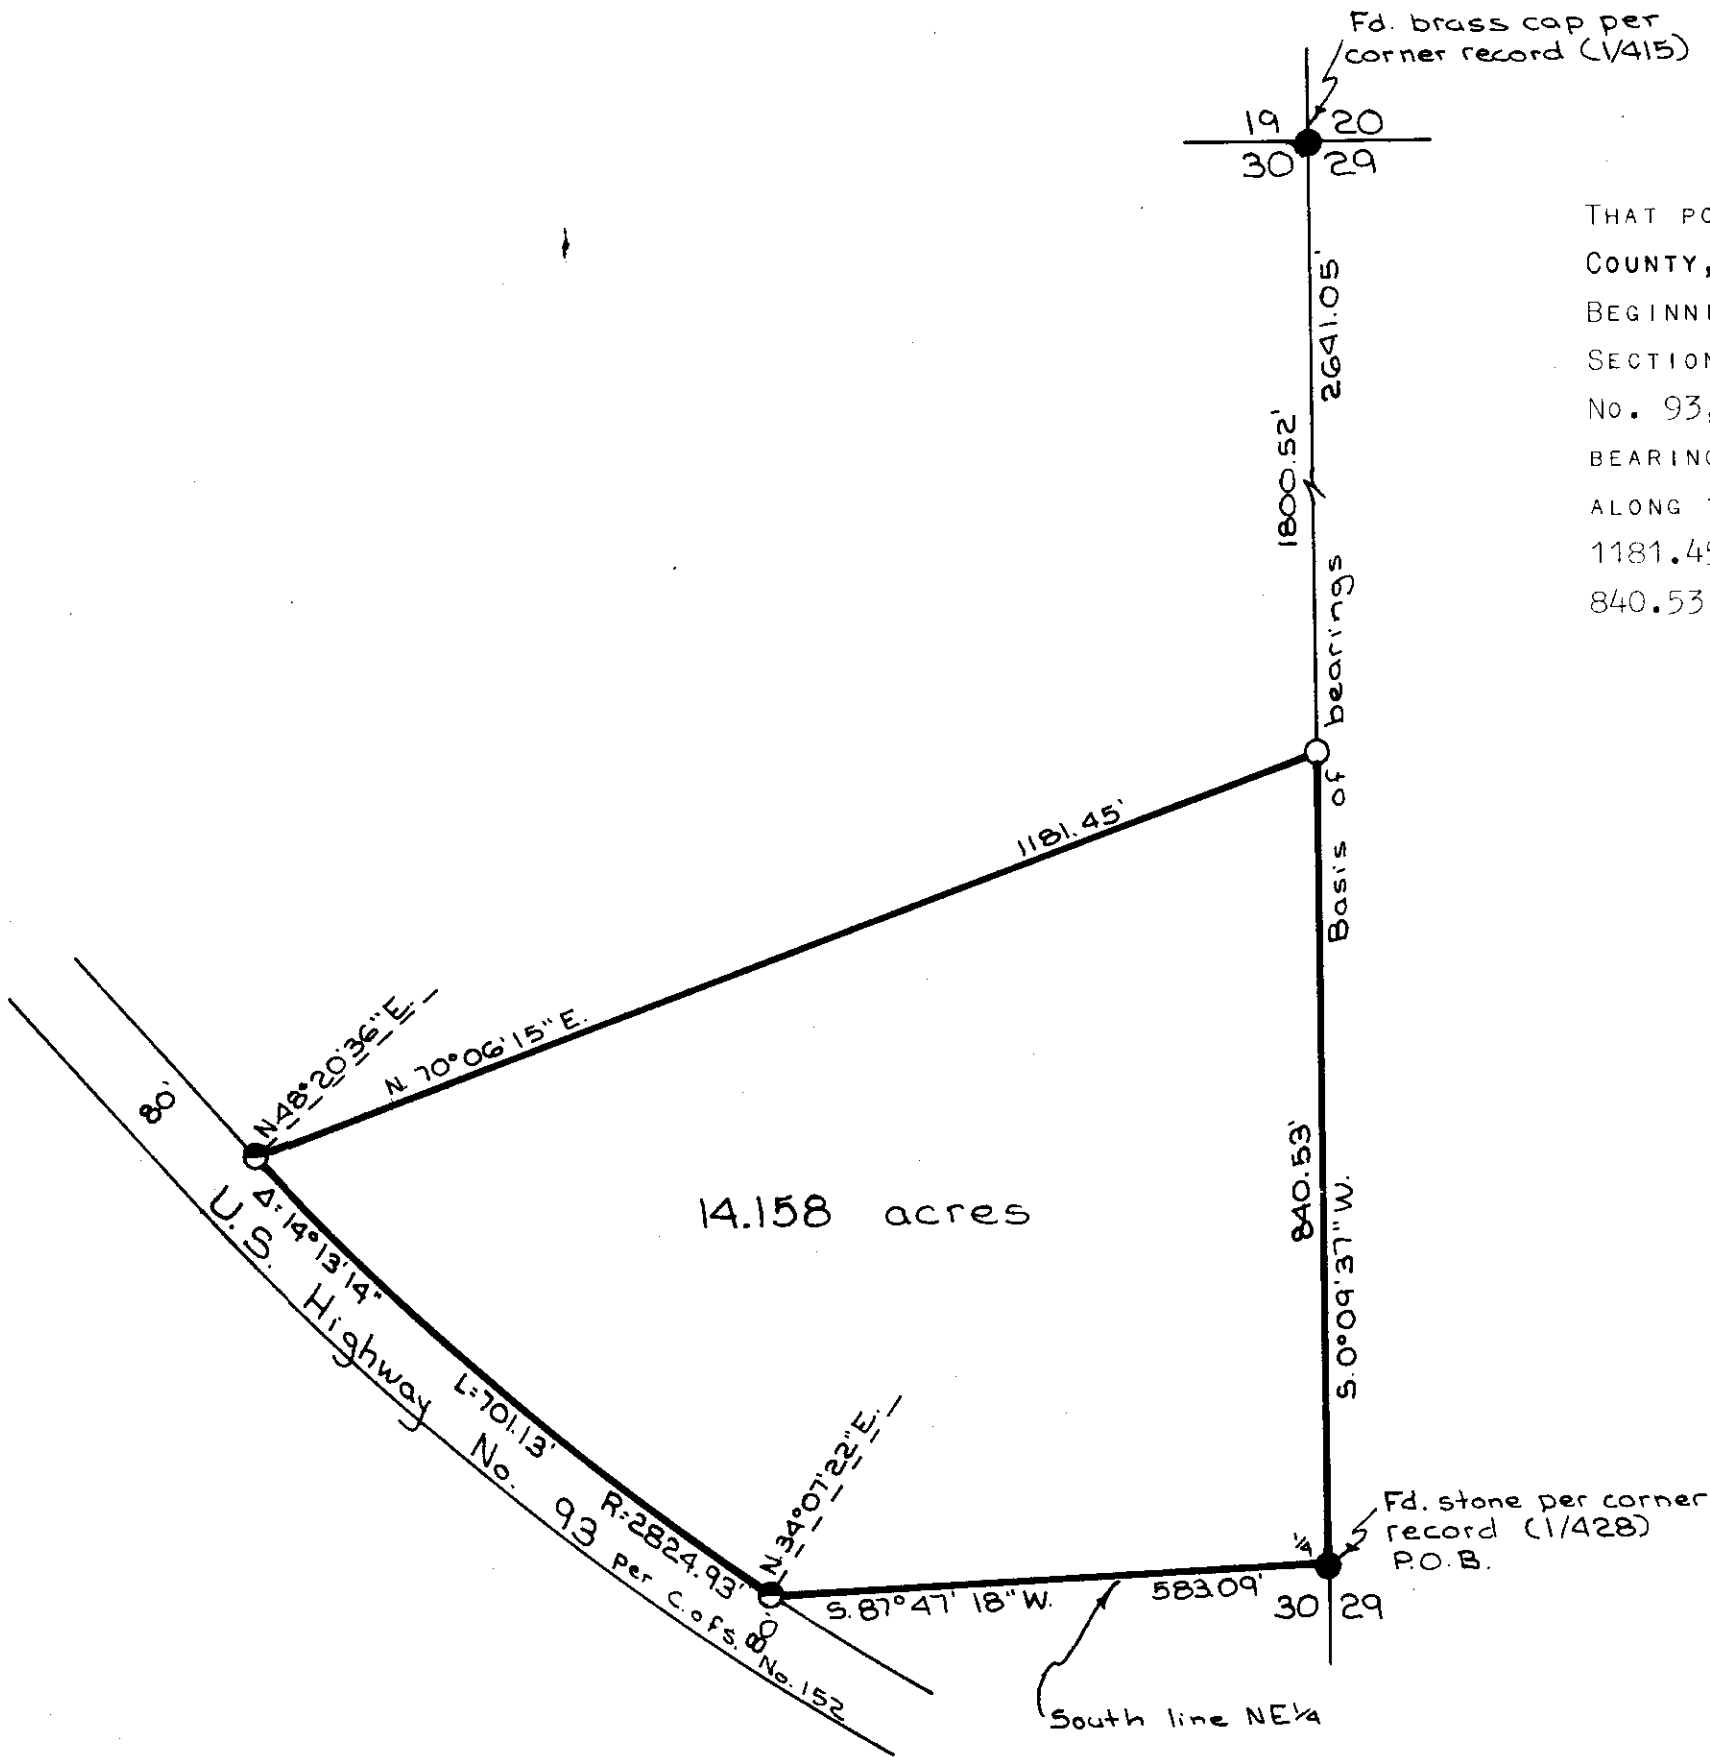 Fd. brass cap per
corner record (1/415)
19 20
30 29
THAT PO
COUNTY,
BEGINNI
SECTION
No. 93,
BEARING
ALONG
1181.45
840.53
2641.05'
1800.52'
Basis of bearings
1181.45'
N. 70°06'15"E.
N.48°20'36"E.
80'
14.158 acres
840.53'
S.0°09'37"W.
Δ=14°13'14"
L=701.13'
R=2824.93'
U.S. Highway No. 93 per C. of S. No. 152
80'
N.34°07'22"E.
S.87°47'18"W.
583.09'
1/4
30 29
Fd. stone per corner
record (1/428)
P.O.B.
South line NE1/4